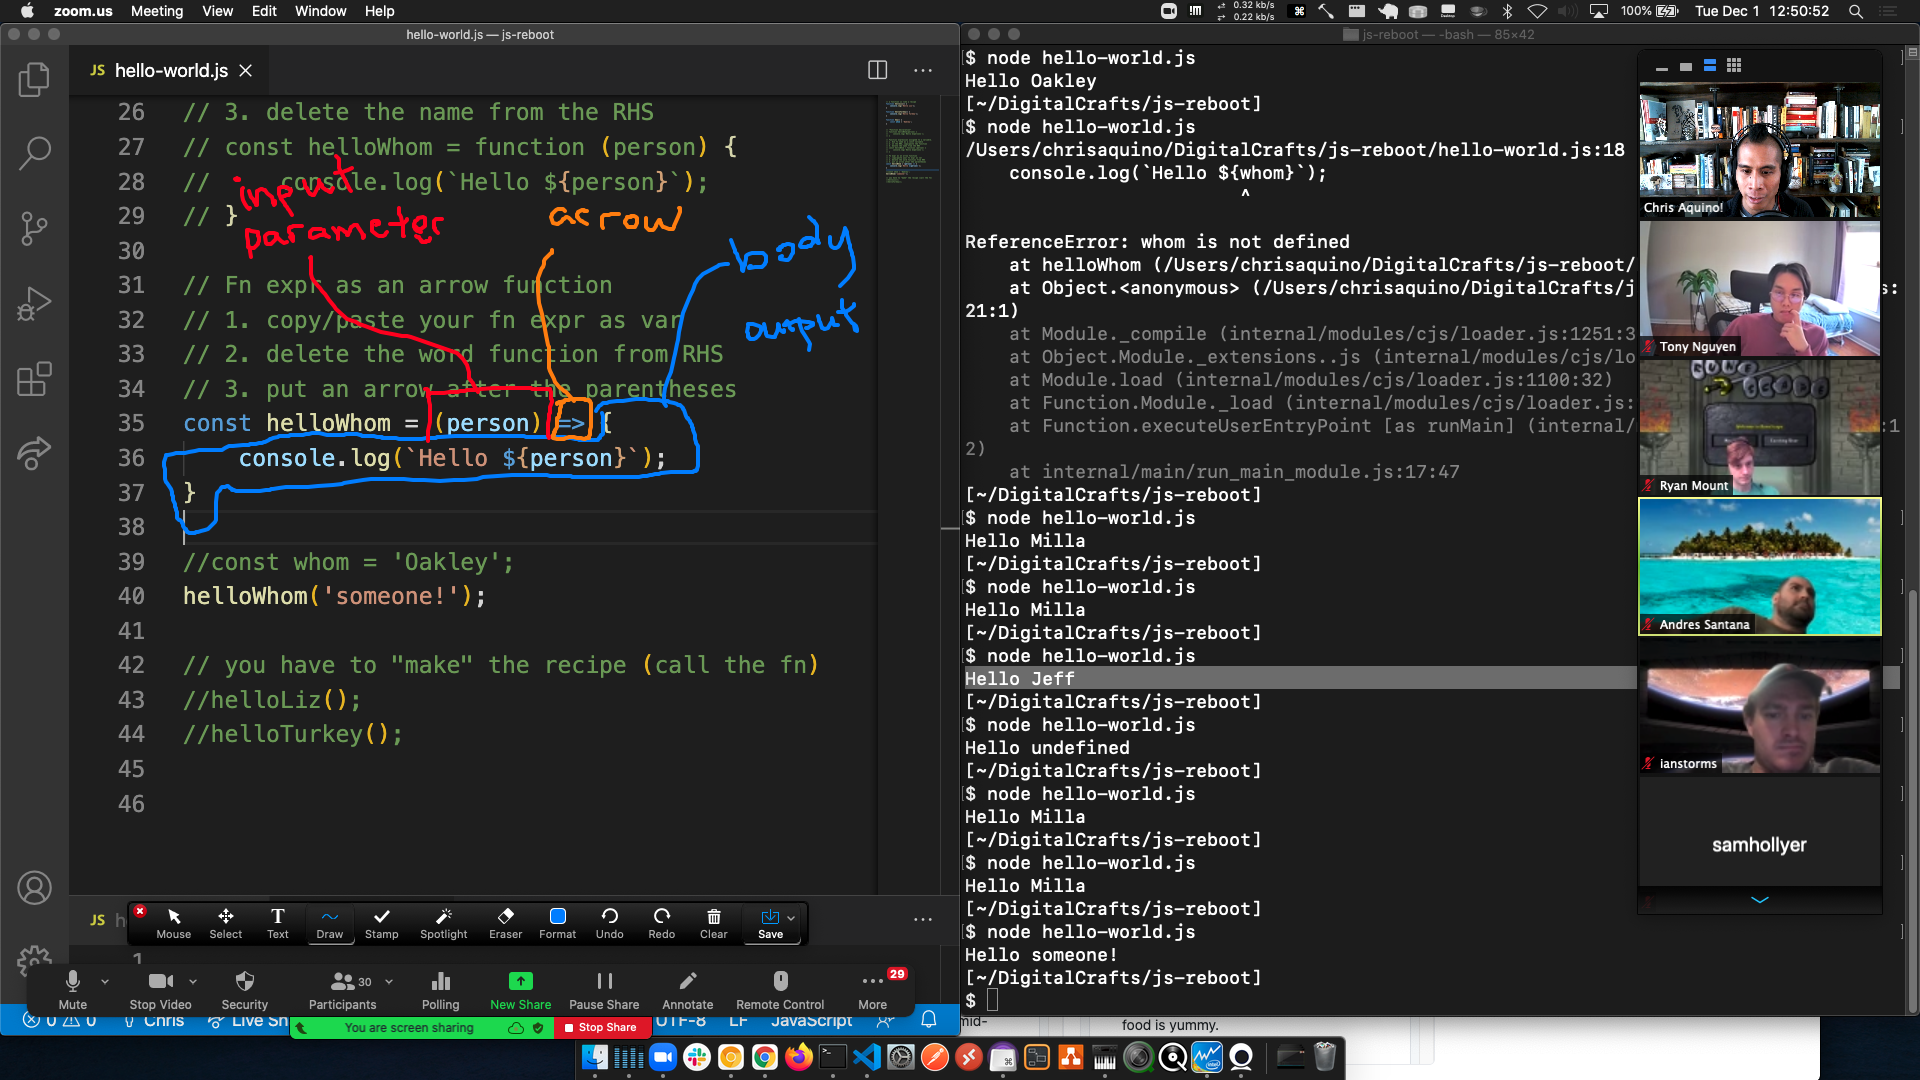 zoom.us Meeting View Edit Window Help
0.32 kb/s
0.22 kb/s
100% Tue Dec 1 12:50:52
hello-world.js — js-reboot
JS hello-world.js
26 // 3. delete the name from the RHS
27 // const helloWhom = function (person) {
28 // console.log(`Hello ${person}`);
29 // }
30
31 // Fn expr as an arrow function
32 // 1. copy/paste your fn expr as var
33 // 2. delete the word function from RHS
34 // 3. put an arrow after the parentheses
35 const helloWhom = (person) => {
36 console.log(`Hello ${person}`);
37 }
38
39 //const whom = 'Oakley';
40 helloWhom('someone!');
41
42 // you have to "make" the recipe (call the fn)
43 //helloLiz();
44 //helloTurkey();
45
46
input
parameter
arrow
body
output
JS h
1
Mouse Select Text Draw Stamp Spotlight Eraser Format Undo Redo Clear Save
30
29
Mute Stop Video Security Participants Polling New Share Pause Share Annotate Remote Control More
0 0 Chris Live Sh UTF-8 LF JavaScript
You are screen sharing Stop Share
js-reboot — -bash — 85×42
$ node hello-world.js
Hello Oakley
[~/DigitalCrafts/js-reboot]
$ node hello-world.js
/Users/chrisaquino/DigitalCrafts/js-reboot/hello-world.js:18
console.log(`Hello ${whom}`);
^
ReferenceError: whom is not defined
at helloWhom (/Users/chrisaquino/DigitalCrafts/js-reboot/
at Object.<anonymous> (/Users/chrisaquino/DigitalCrafts/j s:
21:1)
at Module._compile (internal/modules/cjs/loader.js:1251:3
at Object.Module._extensions..js (internal/modules/cjs/lo
at Module.load (internal/modules/cjs/loader.js:1100:32)
at Function.Module._load (internal/modules/cjs/loader.js:
at Function.executeUserEntryPoint [as runMain] (internal/ 1
2)
at internal/main/run_main_module.js:17:47
[~/DigitalCrafts/js-reboot]
$ node hello-world.js
Hello Milla
[~/DigitalCrafts/js-reboot]
$ node hello-world.js
Hello Milla
[~/DigitalCrafts/js-reboot]
$ node hello-world.js
Hello Jeff
[~/DigitalCrafts/js-reboot]
$ node hello-world.js
Hello undefined
[~/DigitalCrafts/js-reboot]
$ node hello-world.js
Hello Milla
[~/DigitalCrafts/js-reboot]
$ node hello-world.js
Hello Milla
[~/DigitalCrafts/js-reboot]
$ node hello-world.js
Hello someone!
[~/DigitalCrafts/js-reboot]
$
mid-
food is yummy.
Chris Aquino!
Tony Nguyen
Ryan Mount
Andres Santana
ianstorms
samhollyer